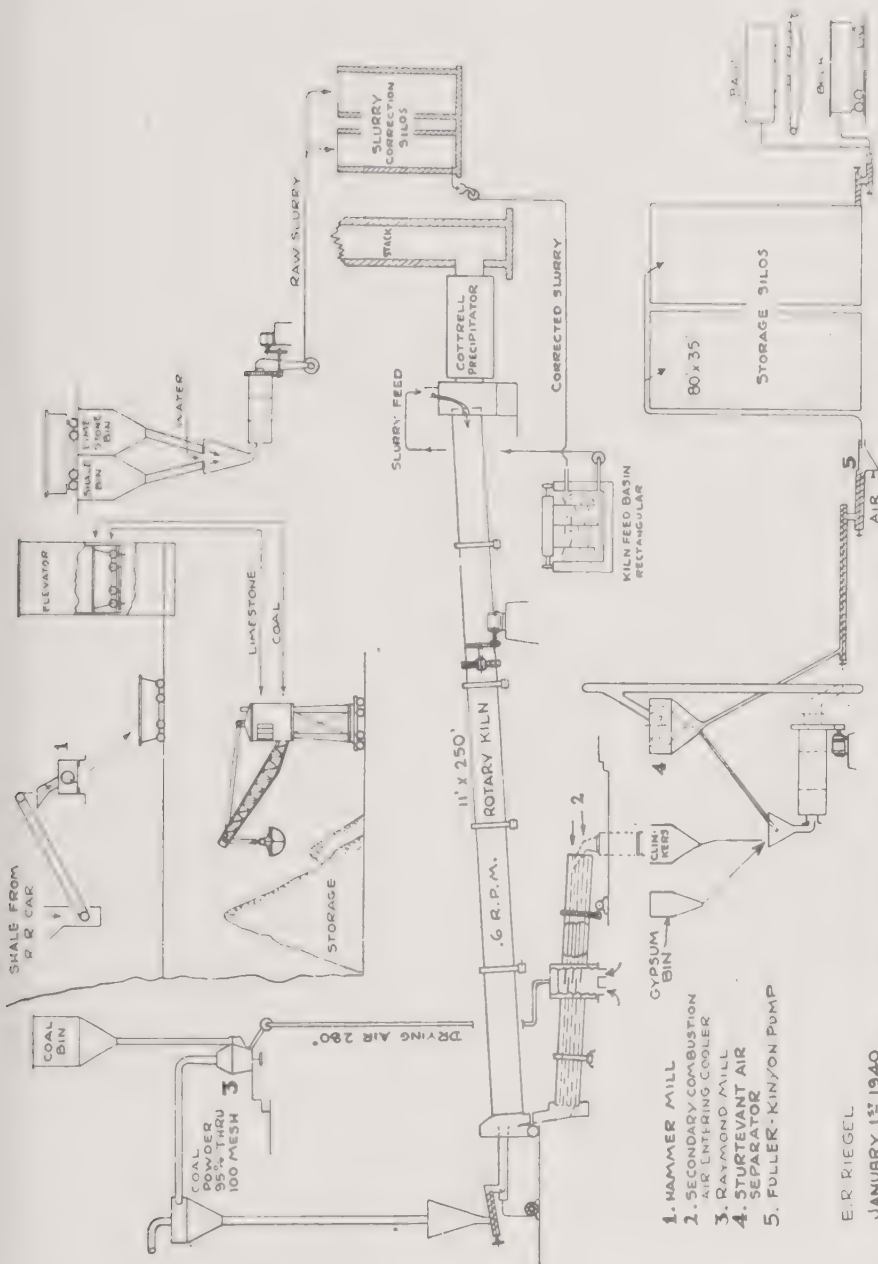 SHALE FROM
R R CAR
1
ELEVATOR
SHALE
BIN
LIME
STONE
BIN
WATER
RAW SLURRY
SLURRY
CORRECTION
SILOS
LIMESTONE
COAL
STORAGE
COAL
BIN
3
COAL
POWDER
95% THRU
100 MESH
DRYING AIR 280°
STACK
COTTRELL
PRECIPITATOR
SLURRY FEED
CORRECTED SLURRY
KILN FEED BASIN
RECTANGULAR
11' x 250'
ROTARY KILN
.6 R.P.M.
2
CLIN-
KERS
GYPSUM
BIN
4
5
AIR
80' x 35'
STORAGE SILOS
1. HAMMER MILL
2. SECONDARY COMBUSTION
AIR ENTERING COOLER
3. RAYMOND MILL
4. STURTEVANT AIR
SEPARATOR
5. FULLER-KINYON PUMP
E.R. RIEGEL
JANUARY 1ST 1940